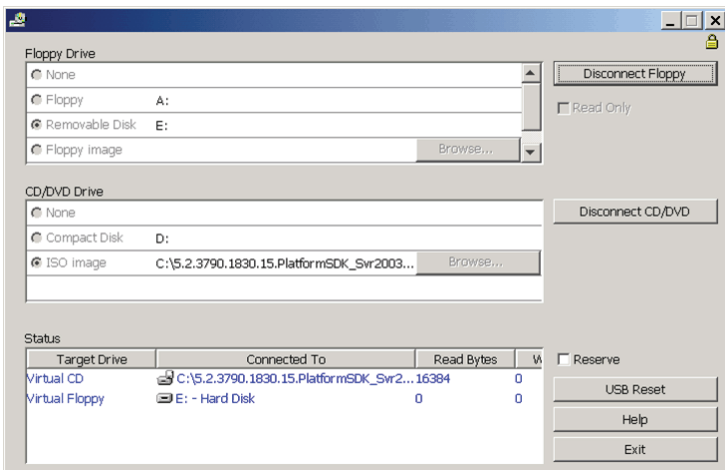 Floppy Drive
None
Disconnect Floppy
Floppy A:
Read Only
Removable Disk E:
Floppy image Browse...
CD/DVD Drive
None
Disconnect CD/DVD
Compact Disk D:
ISO image C:\5.2.3790.1830.15.PlatformSDK_Svr2003... Browse...
Status
Target Drive Connected To Read Bytes W
Reserve
Virtual CD C:\5.2.3790.1830.15.PlatformSDK_Svr2... 16384 0
USB Reset
Virtual Floppy E: - Hard Disk 0 0
Help
Exit